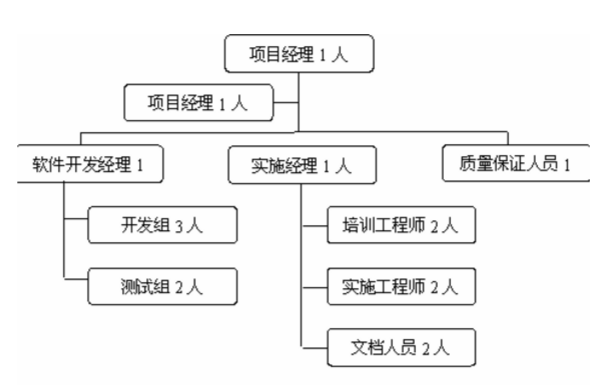 项目经理 1 人
项目经理 1 人
软件开发经理 1
实施经理 1 人
质量保证人员 1
开发组 3 人
培训工程师 2 人
测试组 2 人
实施工程师 2 人
文档人员 2 人